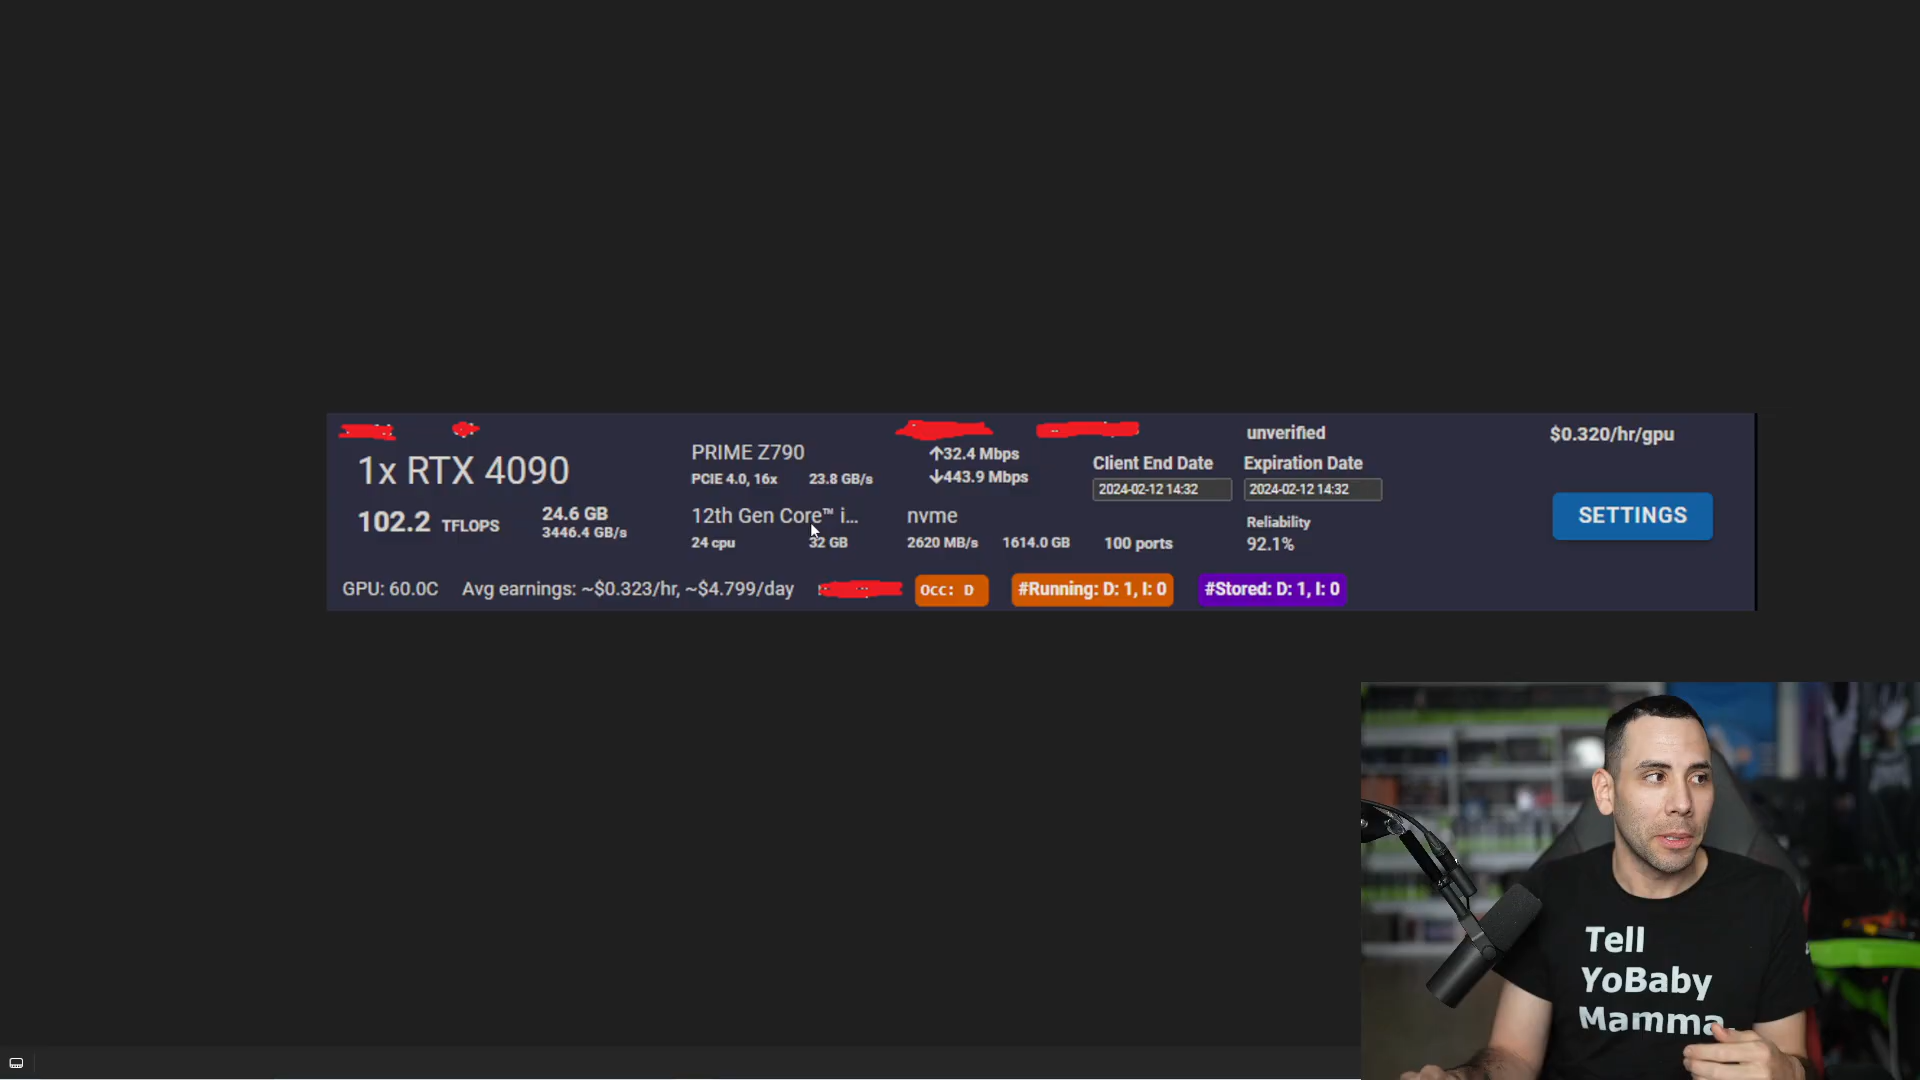 unverified
$0.320/hr/gpu
1x RTX 4090
PRIME Z790
↑32.4 Mbps
Client End Date
Expiration Date
PCIE 4.0, 16x
23.8 GB/s
↓443.9 Mbps
2024-02-12 14:32
2024-02-12 14:32
102.2 TFLOPS
24.6 GB
3446.4 GB/s
12th Gen Core™ i...
nvme
SETTINGS
Reliability
24 cpu
32 GB
2620 MB/s
1614.0 GB
100 ports
92.1%
GPU: 60.0C
Avg earnings: ~$0.323/hr, ~$4.799/day
Occ: D
#Running: D: 1, I: 0
#Stored: D: 1, I: 0
Tell
YoBaby
Mamma.